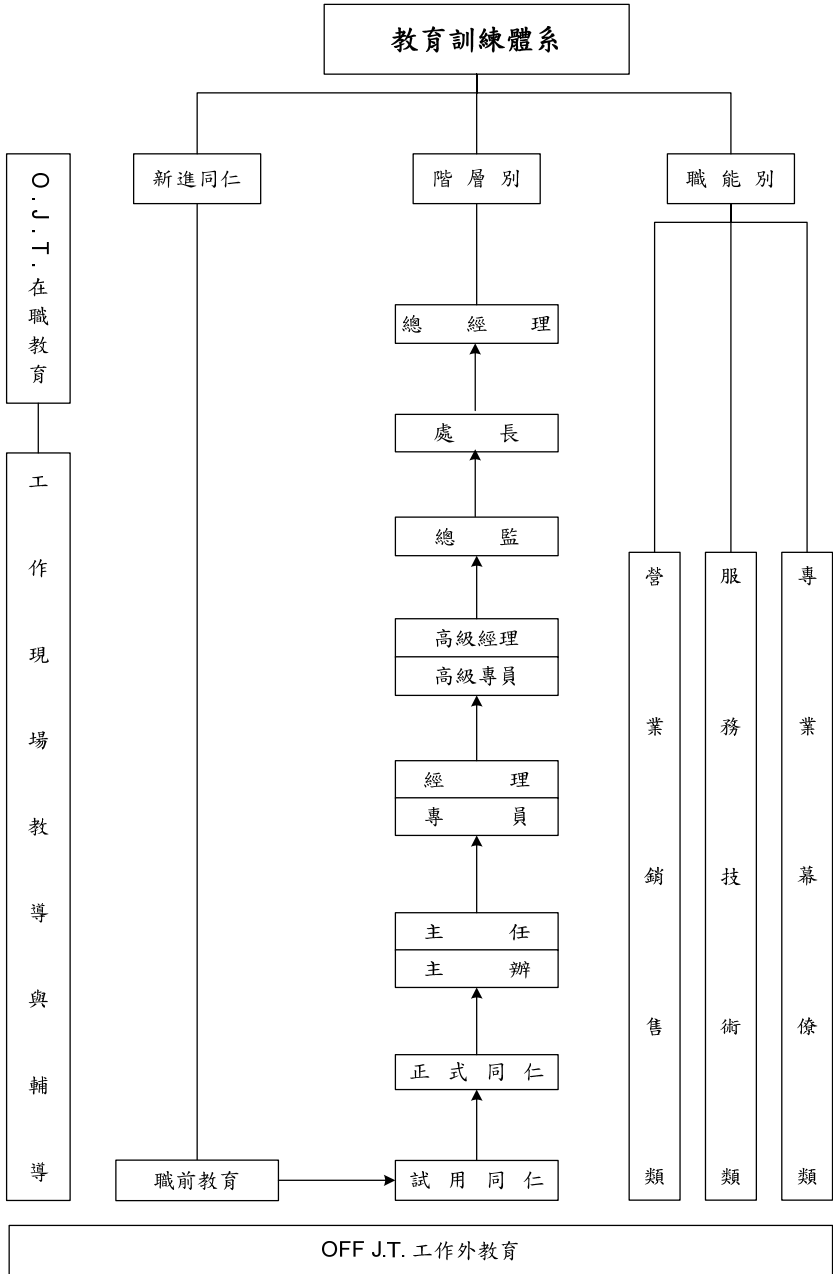 教育訓練體系
O.J.T.在職教育
工作現場教導與輔導
新進同仁
職前教育
階層別
總經理
處長
總監
高級經理
高級專員
經理
專員
主任
主辦
正式同仁
試用同仁
職能別
營業銷售類
服務技術類
專業幕僚類
OFF J.T. 工作外教育